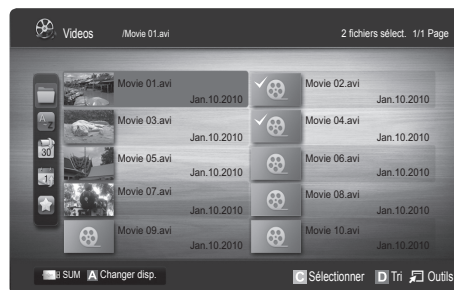 Videos /Movie 01.avi 2 fichiers sélect. 1/1 Page
Movie 01.avi
Jan.10.2010
Movie 02.avi
Jan.10.2010
Movie 03.avi
Jan.10.2010
Movie 04.avi
Jan.10.2010
Movie 05.avi
Jan.10.2010
Movie 06.avi
Jan.10.2010
Movie 07.avi
Jan.10.2010
Movie 08.avi
Jan.10.2010
Movie 09.avi
Jan.10.2010
Movie 10.avi
Jan.10.2010
A
30
1
SUM A Changer disp. C Sélectionner D Tri Outils